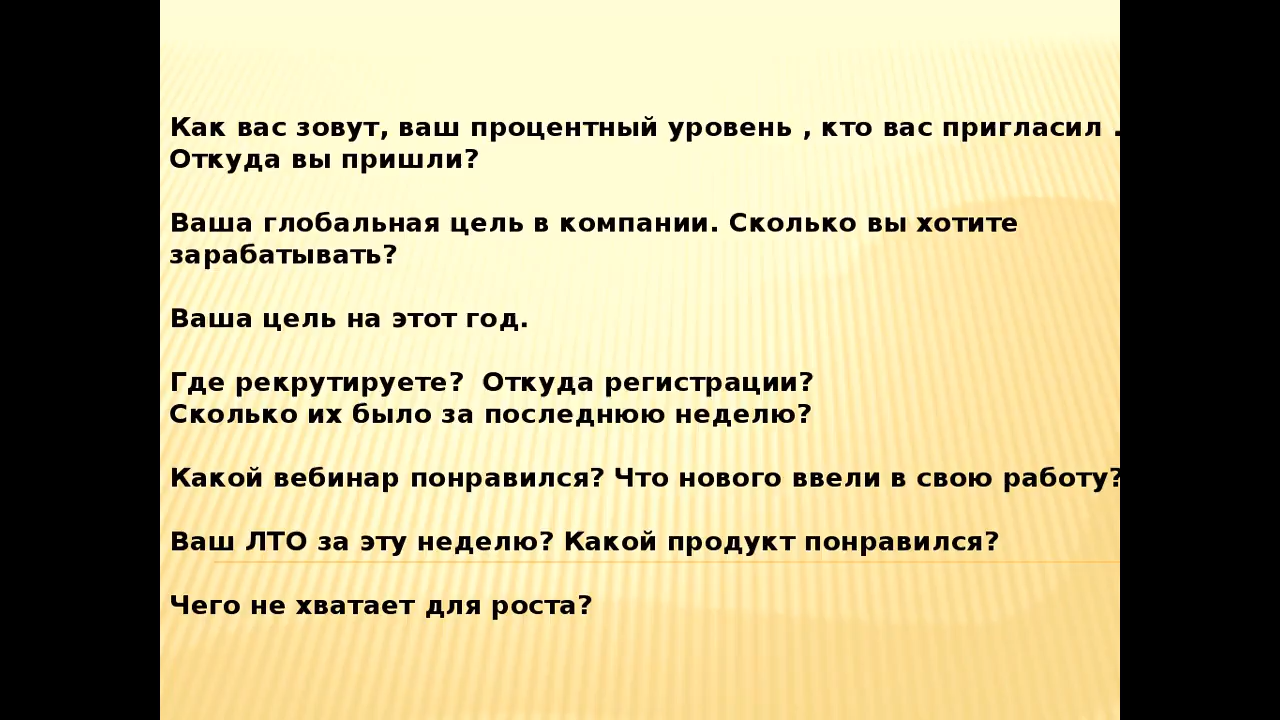 Как вас зовут, ваш процентный уровень , кто вас пригласил .
Откуда вы пришли?
Ваша глобальная цель в компании. Сколько вы хотите
зарабатывать?
Ваша цель на этот год.
Где рекрутируете?  Откуда регистрации?
Сколько их было за последнюю неделю?
Какой вебинар понравился? Что нового ввели в свою работу?
Ваш ЛТО за эту неделю? Какой продукт понравился?
Чего не хватает для роста?